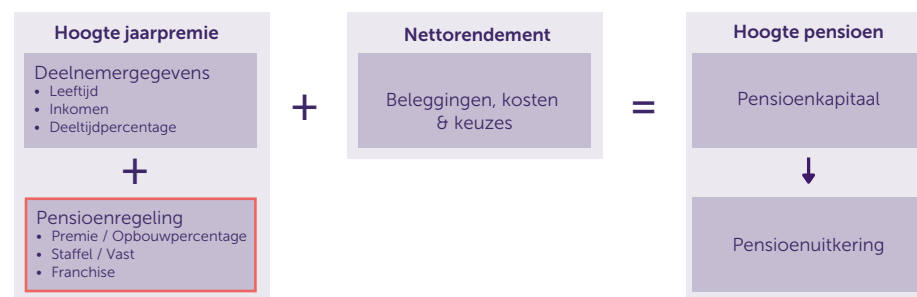 Hoogte jaarpremie
Deelnemergegevens
• Leeftijd
• Inkomen
• Deeltijdpercentage
+
Pensioenregeling
• Premie / Opbouwpercentage
• Staffel / Vast
• Franchise
+
Nettorendement
Beleggingen, kosten
& keuzes
=
Hoogte pensioen
Pensioenkapitaal
Pensioenuitkering